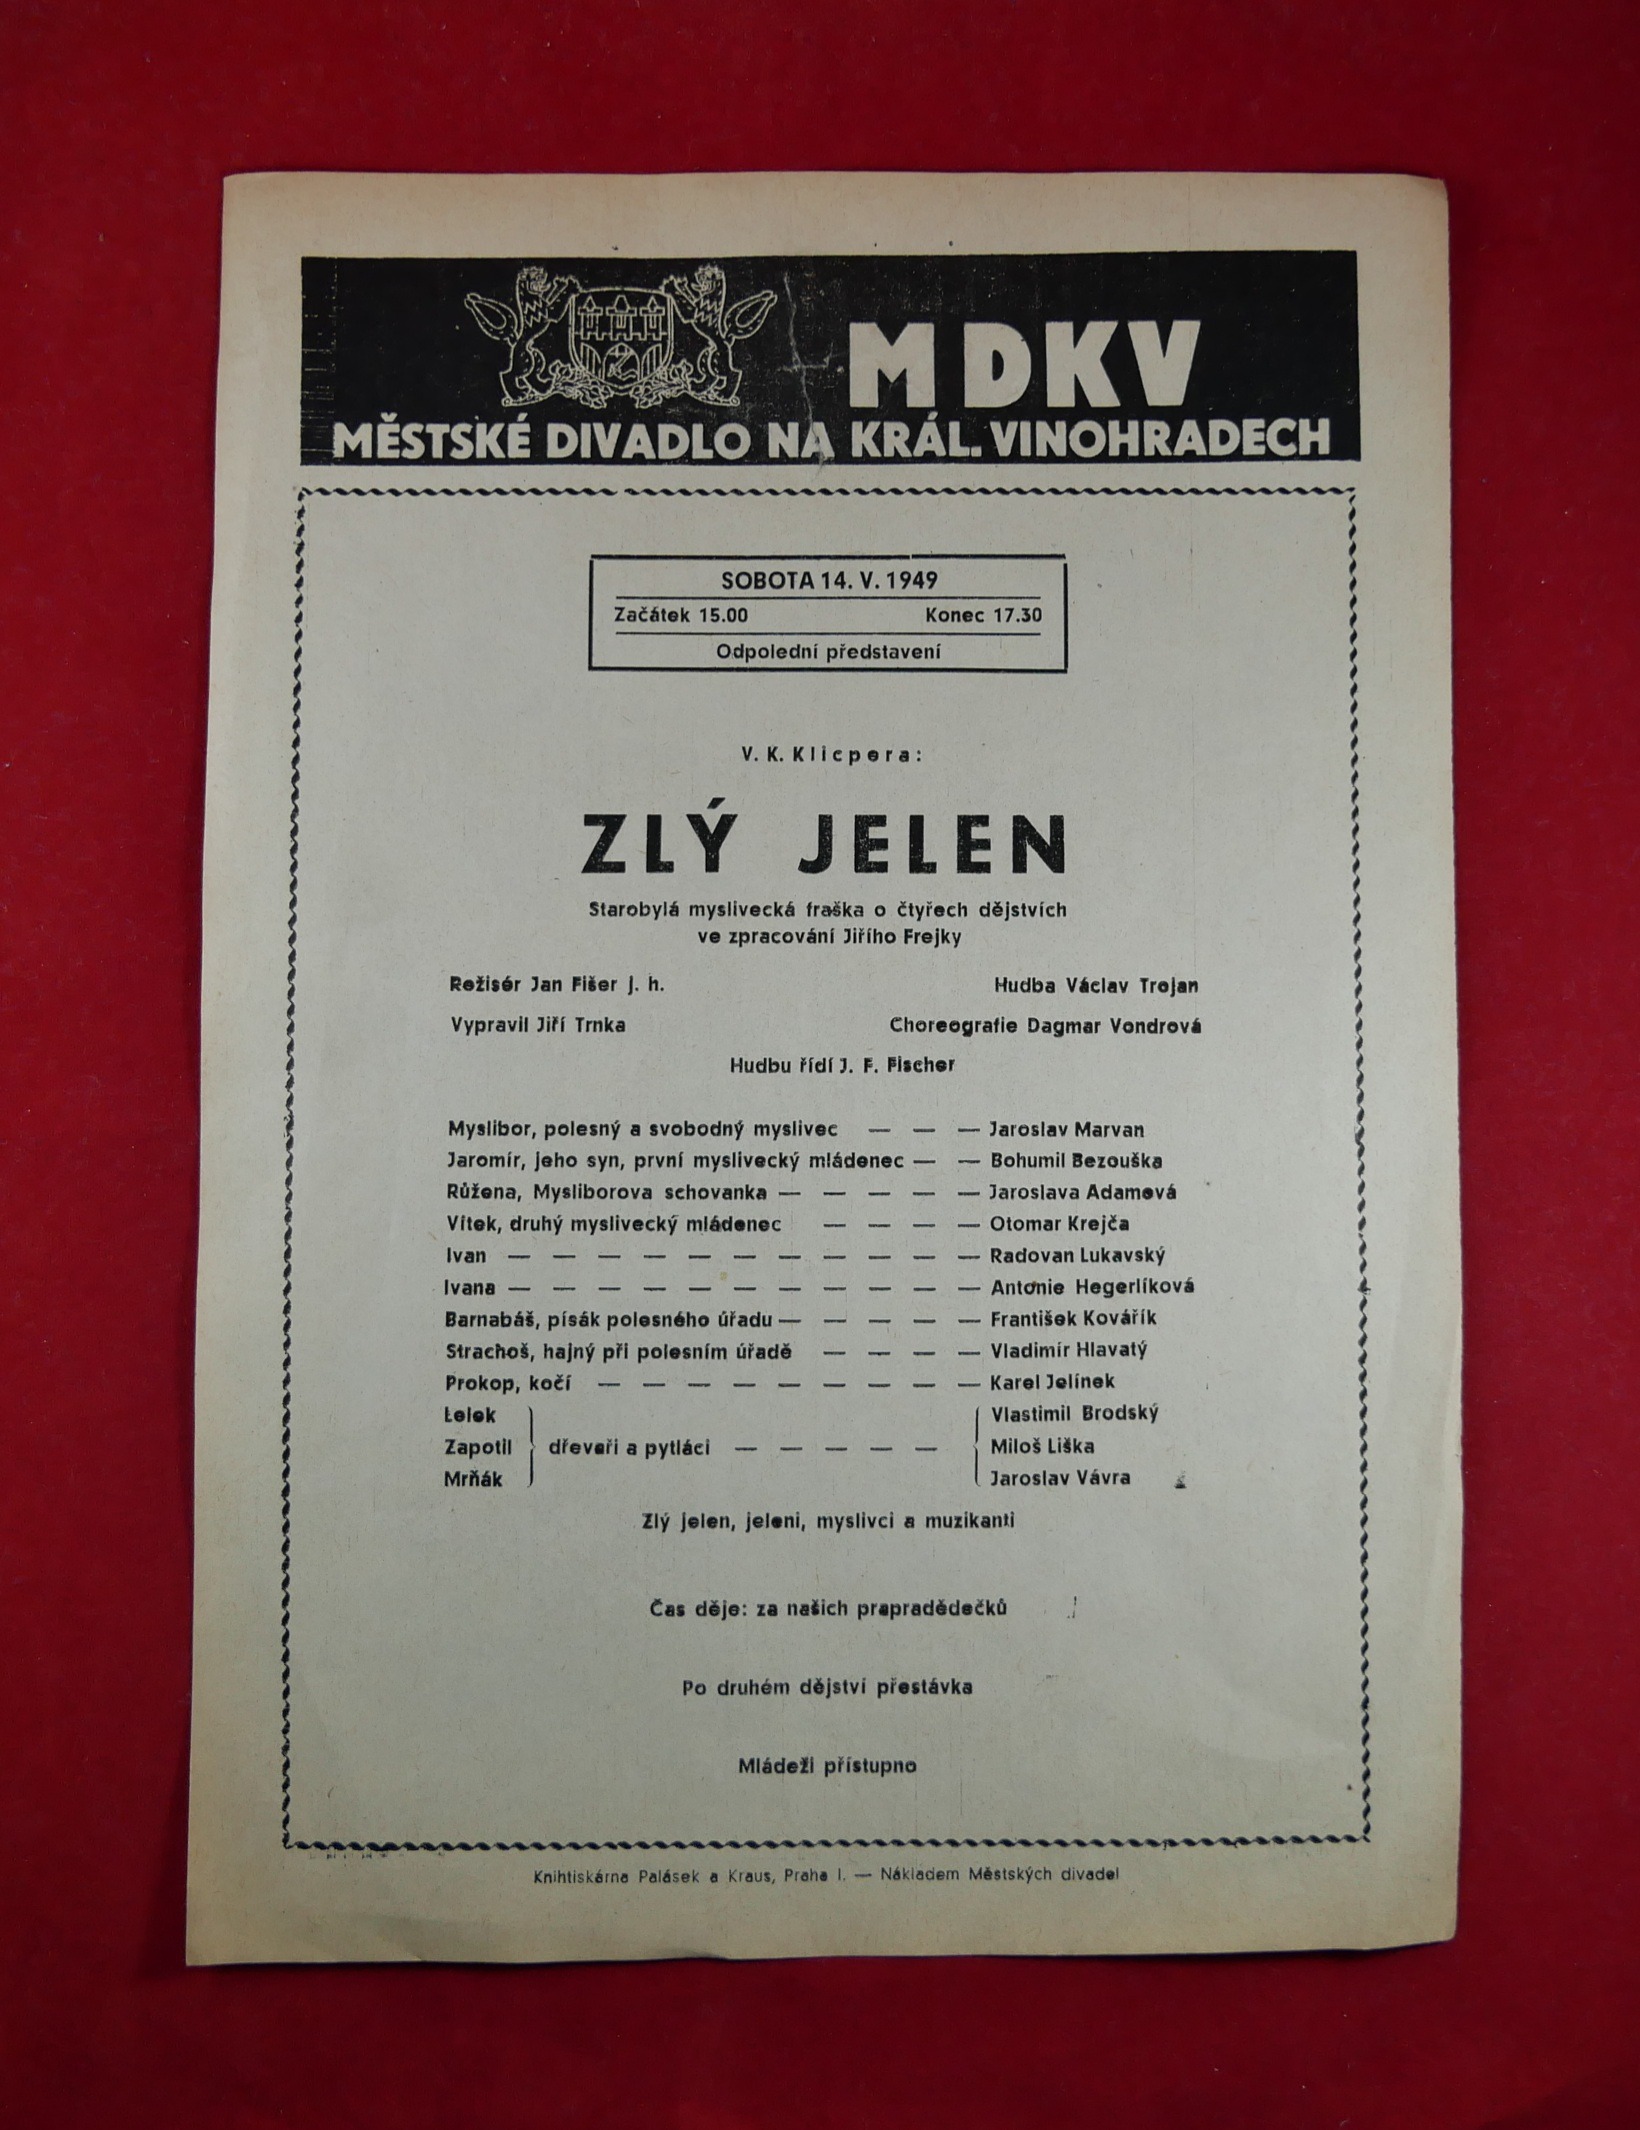 MDKV
MĚSTSKÉ DIVADLO NA KRÁL. VINOHRADECH
SOBOTA 14. V. 1949
Začátek 15.00 Konec 17.30
Odpolední představení
V. K. Klicpera:
ZLÝ JELEN
Starobylá myslivecká fraška o čtyřech dějstvích
ve zpracování Jiřího Frejky
Režisér Jan Fišer j. h. Hudba Václav Trojan
Vypravil Jiří Trnka Choreografie Dagmar Vondrová
Hudbu řídí J. F. Fischer
Myslibor, polesný a svobodný myslivec — — — Jaroslav Marvan
Jaromír, jeho syn, první myslivecký mládenec — — Bohumil Bezouška
Růžena, Mysliborova schovanka — — — — — Jaroslava Adamová
Vítek, druhý myslivecký mládenec — — — — Otomar Krejča
Ivan — — — — — — — — — — — Radovan Lukavský
Ivana — — — — — — — — — — — Antonie Hegerlíková
Barnabáš, písák polesného úřadu — — — — — František Kovářík
Strachoš, hajný při polesním úřadě — — — — Vladimír Hlavatý
Prokop, kočí — — — — — — — — — Karel Jelínek
Lelek Vlastimil Brodský
Zapotil dřevaři a pytláci — — — — — Miloš Liška
Mrňák Jaroslav Vávra
Zlý jelen, jeleni, myslivci a muzikanti
Čas děje: za našich prapradědečků
Po druhém dějství přestávka
Mládeži přístupno
Knihtiskárna Palásek a Kraus, Praha I. — Nákladem Městských divadel